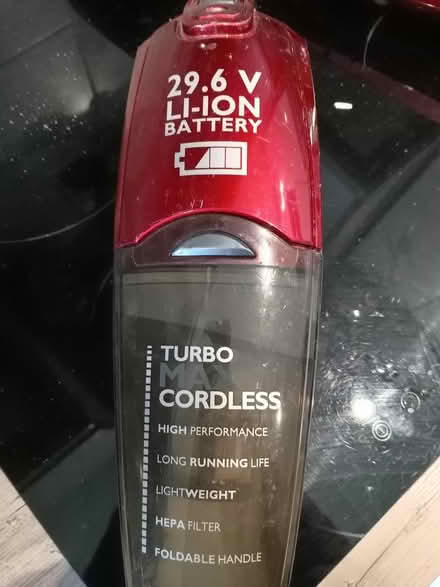 29.6 V
LI-ION
BATTERY
TURBO
MAX
CORDLESS
HIGH PERFORMANCE
LONG RUNNING LIFE
LIGHTWEIGHT
HEPA FILTER
FOLDABLE HANDLE